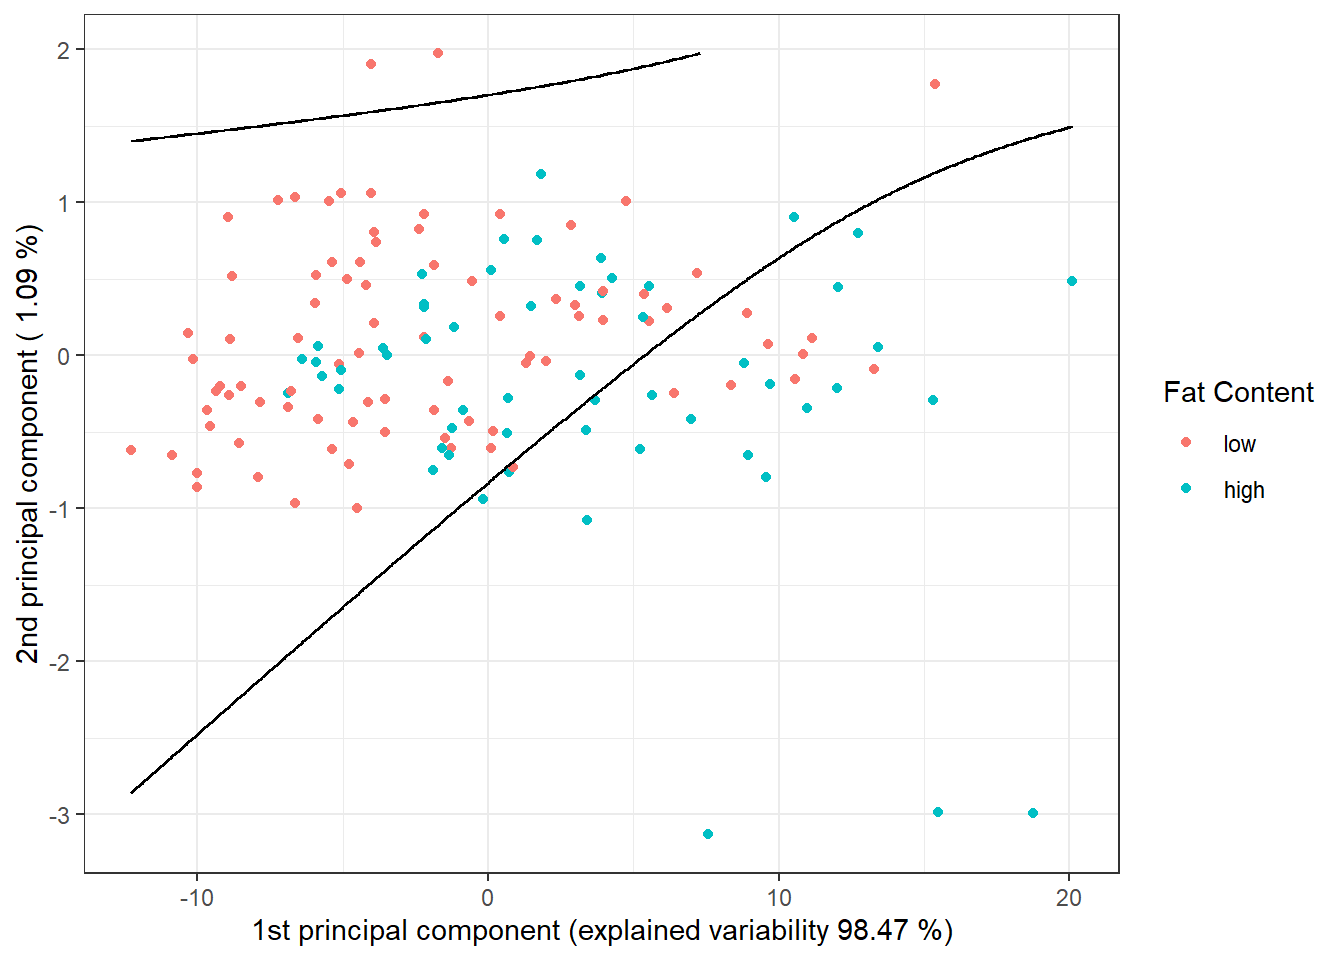 2
1
0
-1
-2
-3
2nd principal component ( 1.09 %)
-10
0
10
20
1st principal component (explained variability 98.47 %)
Fat Content
low
high